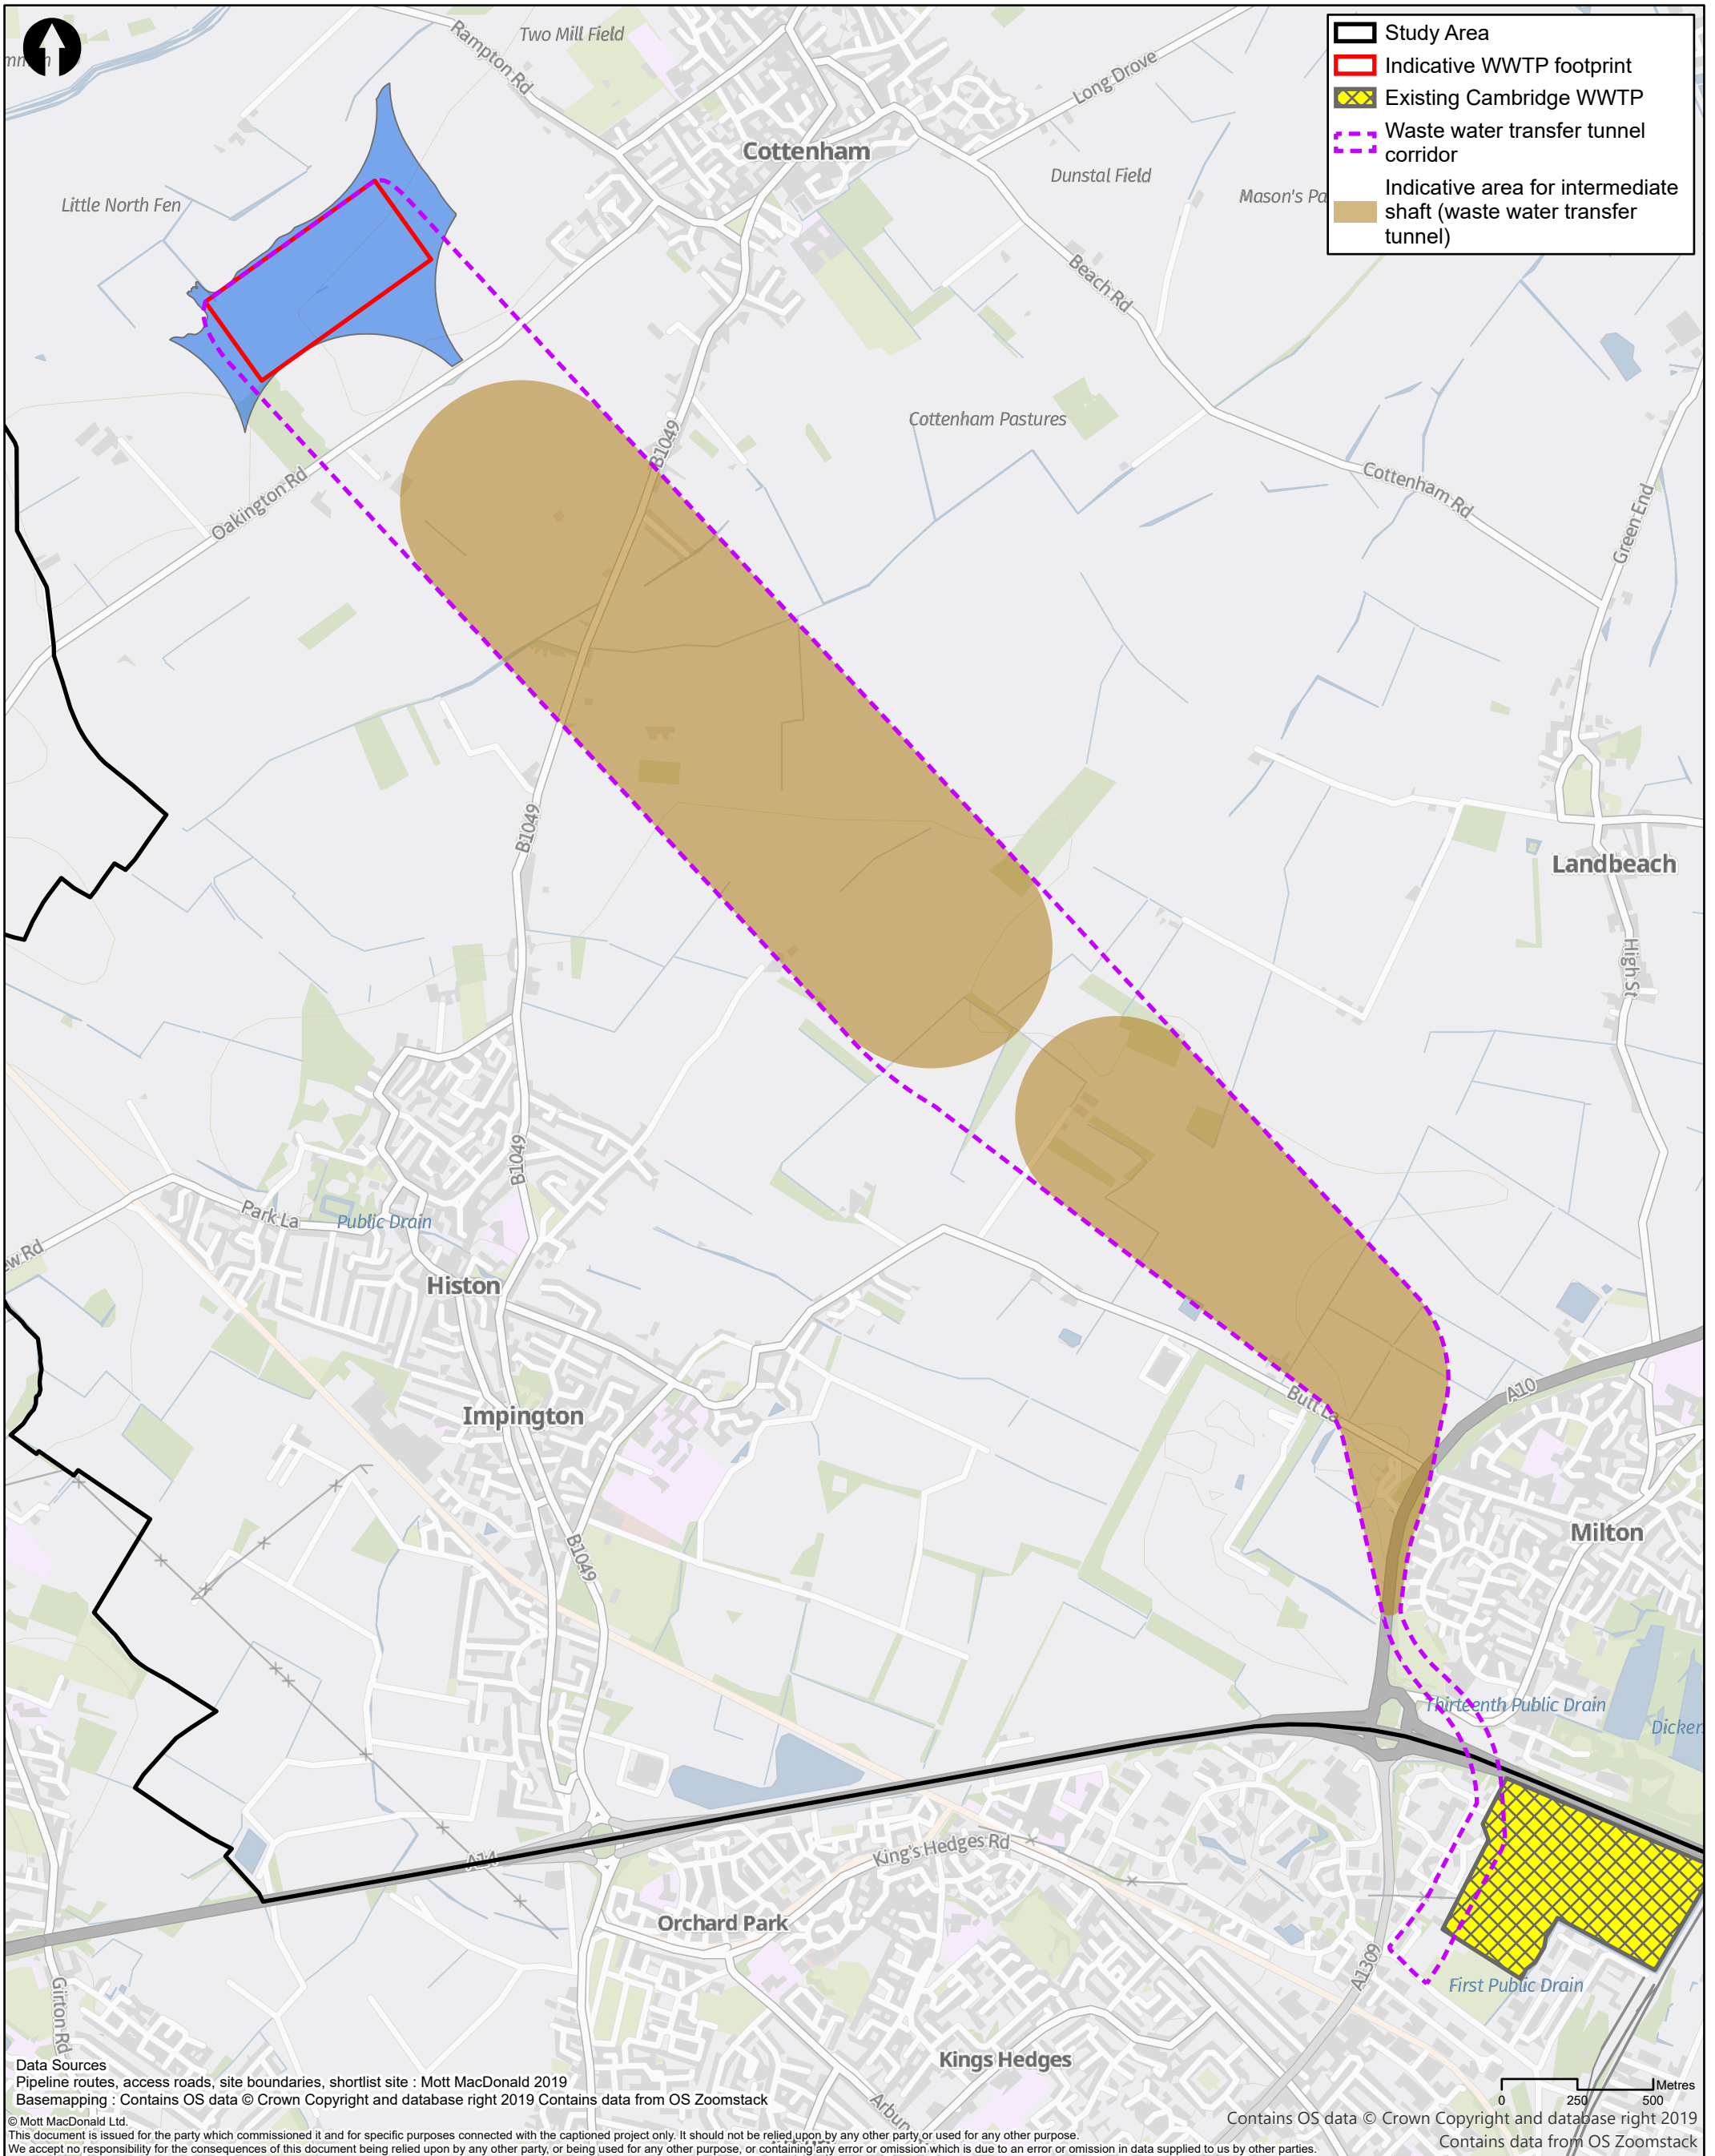 Study Area
Indicative WWTP footprint
Existing Cambridge WWTP
Waste water transfer tunnel
corridor
Indicative area for intermediate
shaft (waste water transfer
tunnel)
Two Mill Field
Rampton Rd
Long Drove
Cottenham
Dunstal Field
Mason's Pa
Little North Fen
Beach Rd
Cottenham Pastures
B1049
Cottenham Rd
Oakington Rd
Green End
B1049
Landbeach
High St
B1049
Park La
Public Drain
ew Rd
Histon
Impington
Butt La
A10
Milton
B1049
Thirteenth Public Drain
Dicker
King's Hedges Rd
A14
Orchard Park
A1309
First Public Drain
Girton Rd
Kings Hedges
Arbu
Data Sources
Pipeline routes, access roads, site boundaries, shortlist site : Mott MacDonald 2019
Basemapping : Contains OS data © Crown Copyright and database right 2019 Contains data from OS Zoomstack
© Mott MacDonald Ltd.
This document is issued for the party which commissioned it and for specific purposes connected with the captioned project only. It should not be relied upon by any other party or used for any other purpose.
We accept no responsibility for the consequences of this document being relied upon by any other party, or being used for any other purpose, or containing any error or omission which is due to an error or omission in data supplied to us by other parties.
Metres
0 250 500
Contains OS data © Crown Copyright and database right 2019
Contains data from OS Zoomstack